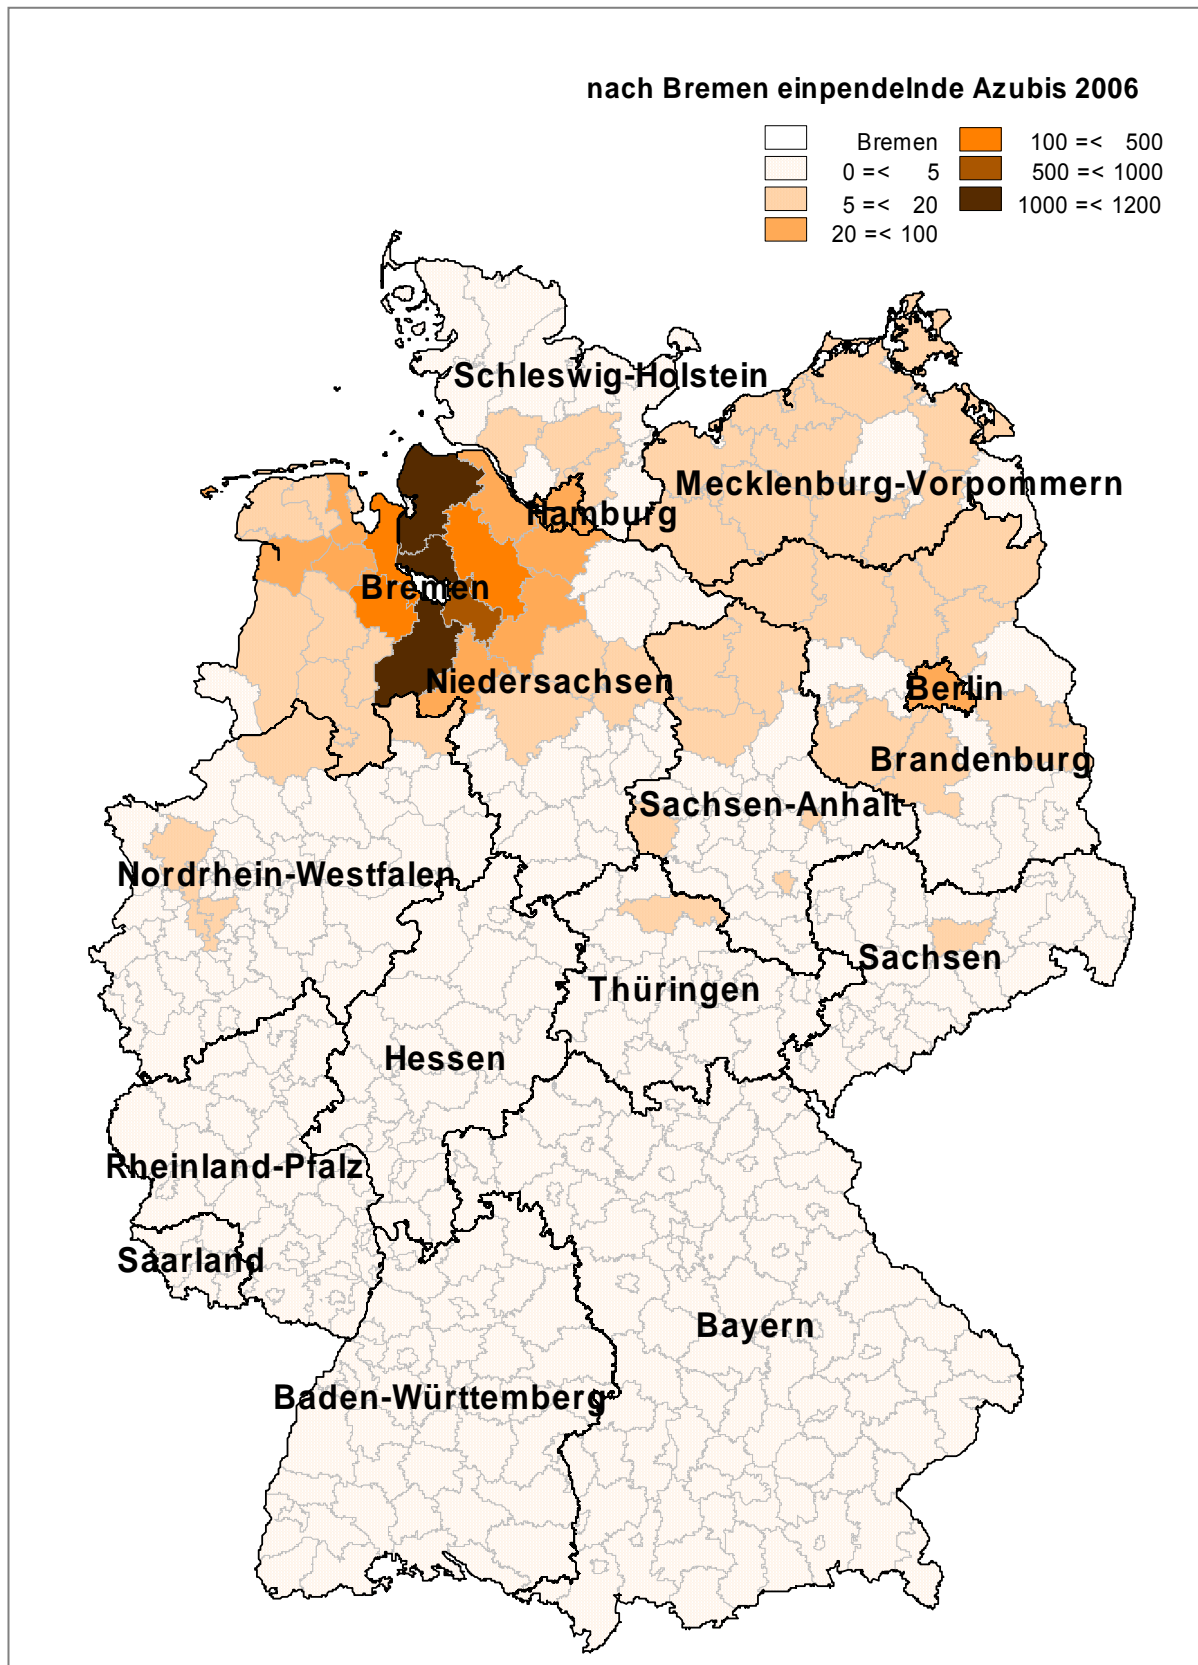 nach Bremen einpendelnde Azubis 2006
Bremen 100 =< 500
0 =< 5 500 =< 1000
5 =< 20 1000 =< 1200
20 =< 100
Schleswig-Holstein
Mecklenburg-Vorpommern
Hamburg
Bremen
Niedersachsen
Berlin
Brandenburg
Sachsen-Anhalt
Nordrhein-Westfalen
Sachsen
Thüringen
Hessen
Rheinland-Pfalz
Saarland
Bayern
Baden-Württemberg